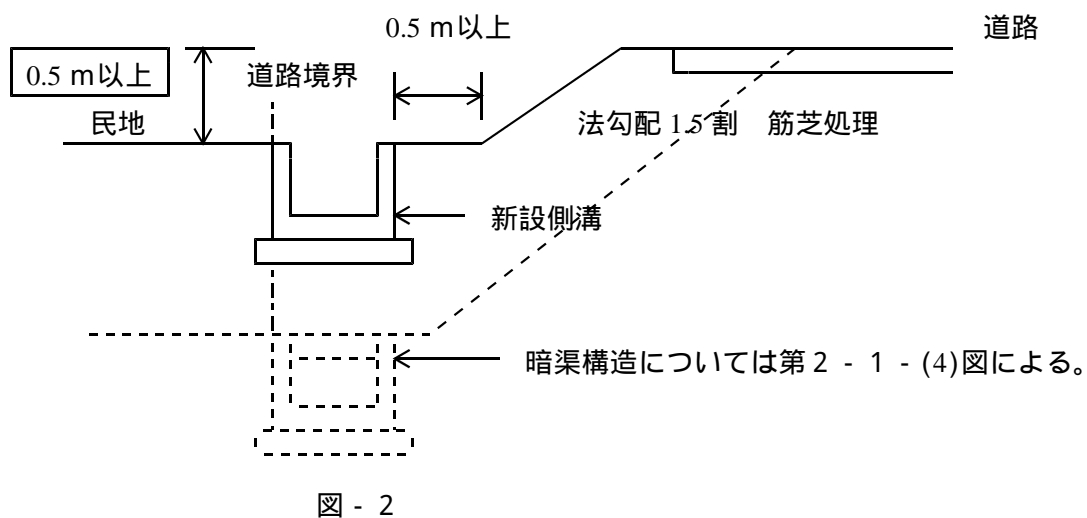 0.5 m以上
道路
0.5 m以上
道路境界
民地
法勾配 1.5 割　筋芝処理
新設側溝
暗渠構造については第2 - 1 - (4)図による。
図 - 2